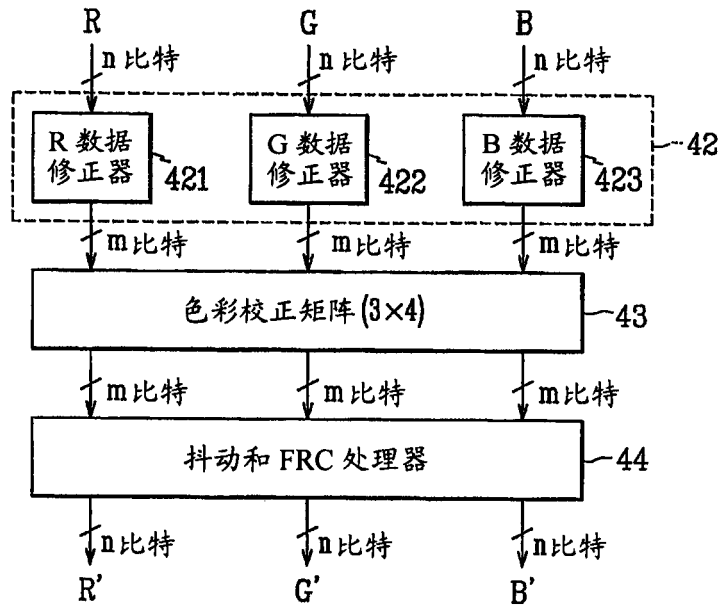 R G B
n比特 n比特 n比特
R 数据 G 数据 B 数据
修正器 修正器 修正器
421 422 423
42
m比特 m比特 m比特
色彩校正矩阵(3×4)
43
m比特 m比特 m比特
抖动和 FRC 处理器
44
n比特 n比特 n比特
R' G' B'